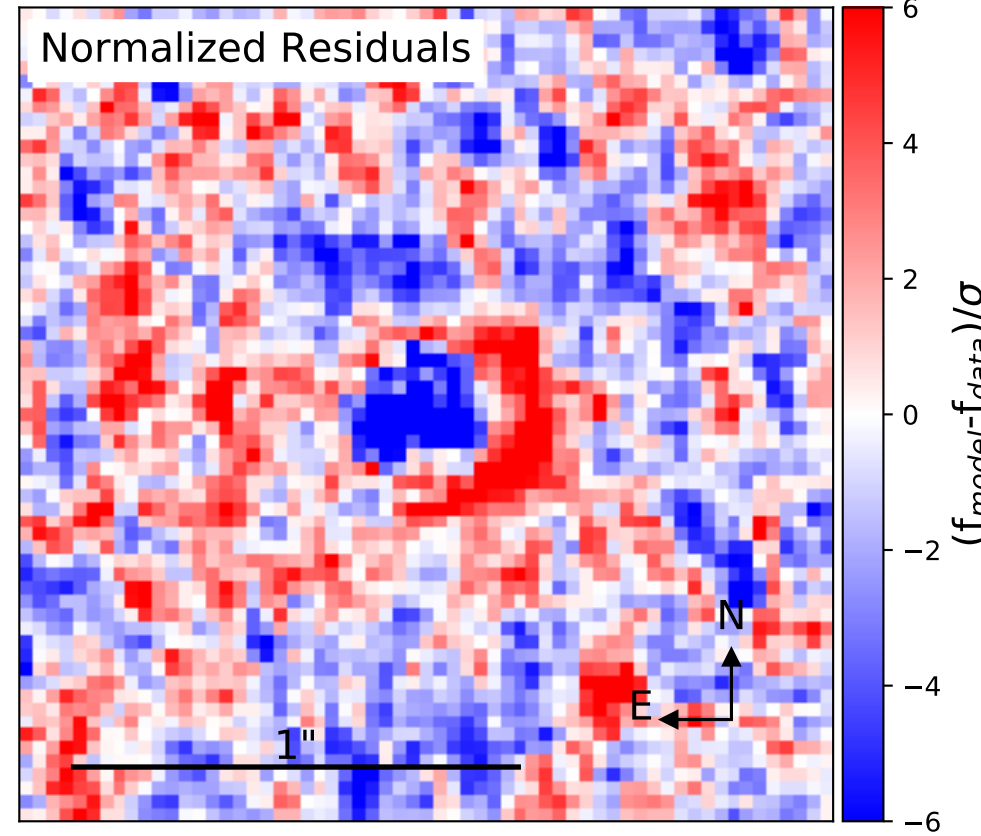 Normalized Residuals
6
4
2
0
−2
−4
−6
(f_model-f_data)/σ
N
E
1"